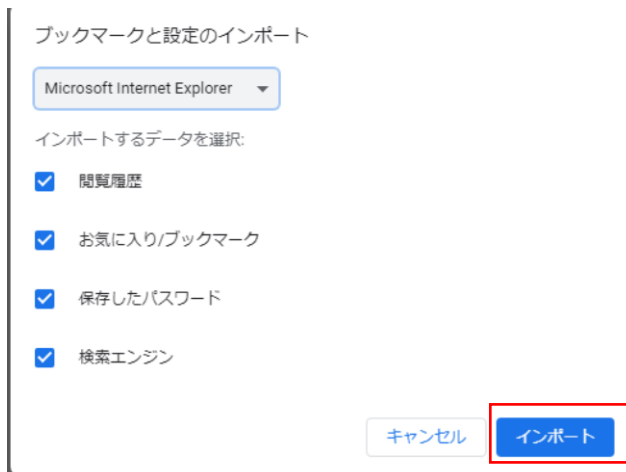 ブックマークと設定のインポート
Microsoft Internet Explorer
インポートするデータを選択:
閲覧履歴
お気に入り/ブックマーク
保存したパスワード
検索エンジン
キャンセル
インポート